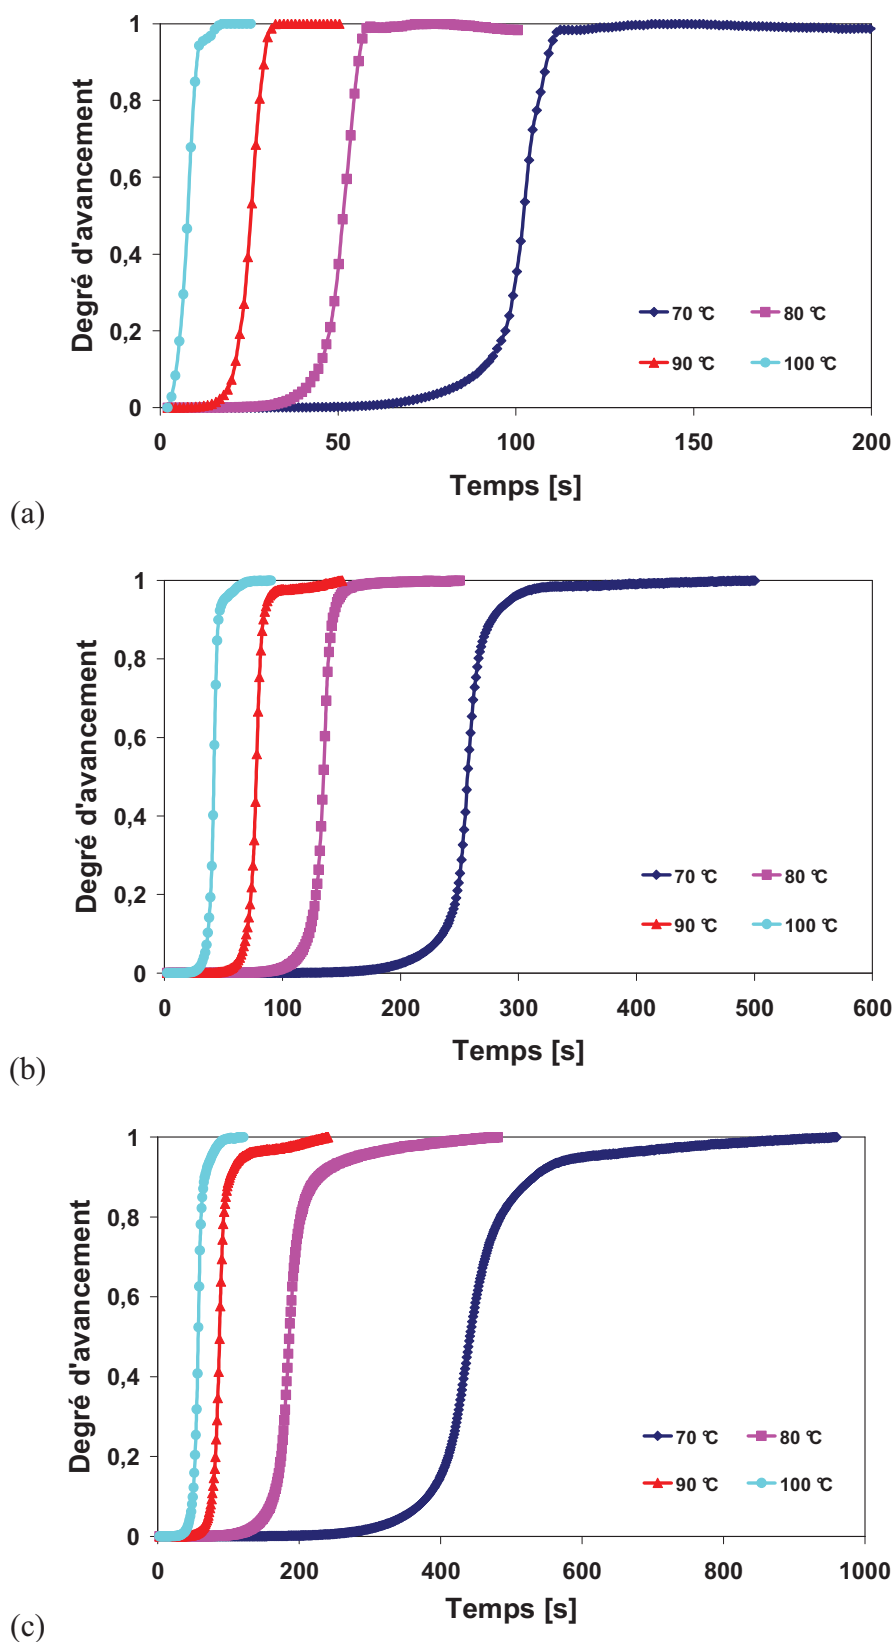 1
0,8
0,6
0,4
0,2
0
Degré d'avancement
70 °C
80 °C
90 °C
100 °C
0
50
100
150
200
Temps [s]
(a)
1
0,8
0,6
0,4
0,2
0
Degré d'avancement
70 °C
80 °C
90 °C
100 °C
0
100
200
300
400
500
600
Temps [s]
(b)
1
0,8
0,6
0,4
0,2
0
Degré d'avancement
70 °C
80 °C
90 °C
100 °C
0
200
400
600
800
1000
Temps [s]
(c)